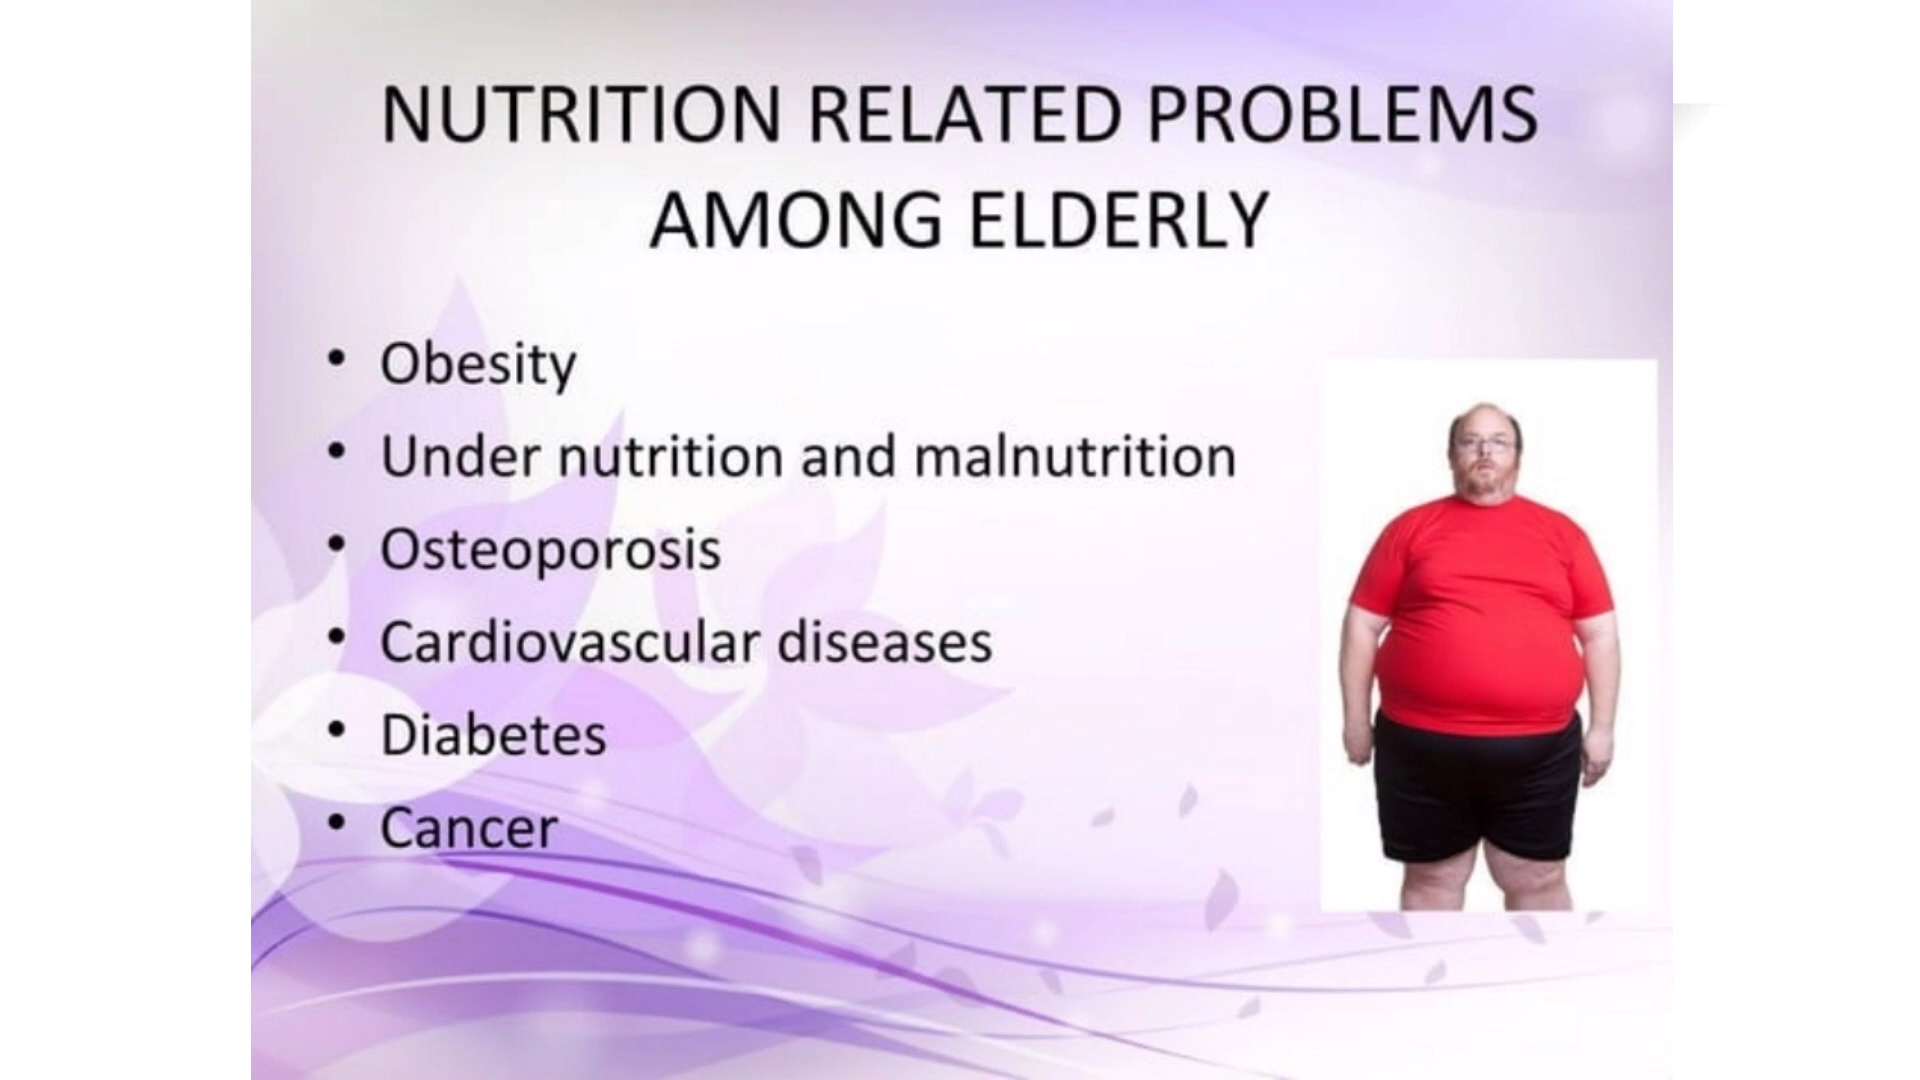 NUTRITION RELATED PROBLEMS
AMONG ELDERLY
• Obesity
• Under nutrition and malnutrition
• Osteoporosis
• Cardiovascular diseases
• Diabetes
• Cancer